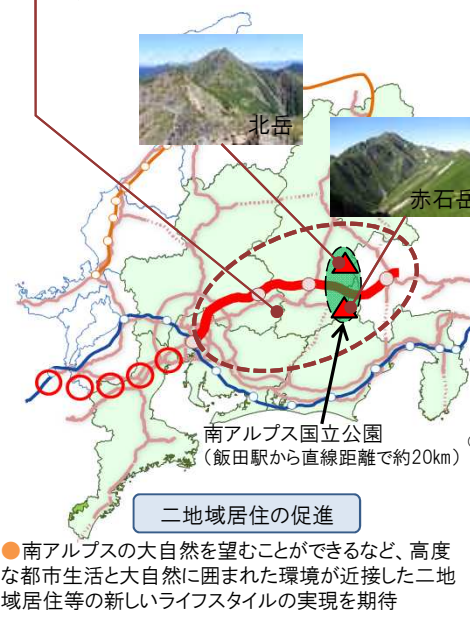 北岳
赤石岳
南アルプス国立公園
（飯田駅から直線距離で約20km）
二地域居住の促進
●南アルプスの大自然を望むことができるなど、高度
な都市生活と大自然に囲まれた環境が近接した二地
域居住等の新しいライフスタイルの実現を期待